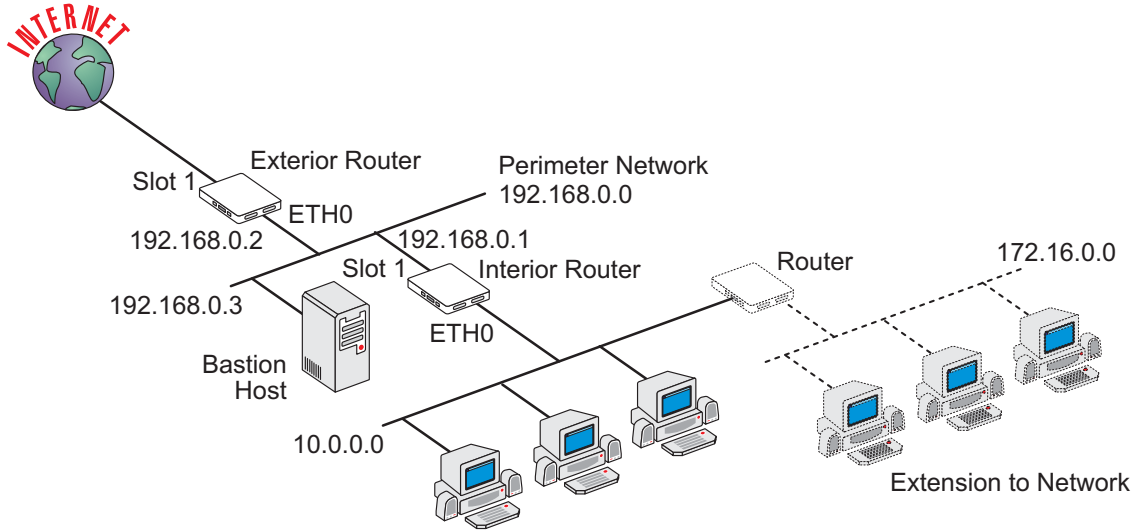 INTERNET
Exterior Router
Slot 1
ETH0
192.168.0.2
Perimeter Network
192.168.0.0
192.168.0.1
Slot 1
Interior Router
ETH0
192.168.0.3
Bastion
Host
Router
172.16.0.0
10.0.0.0
Extension to Network